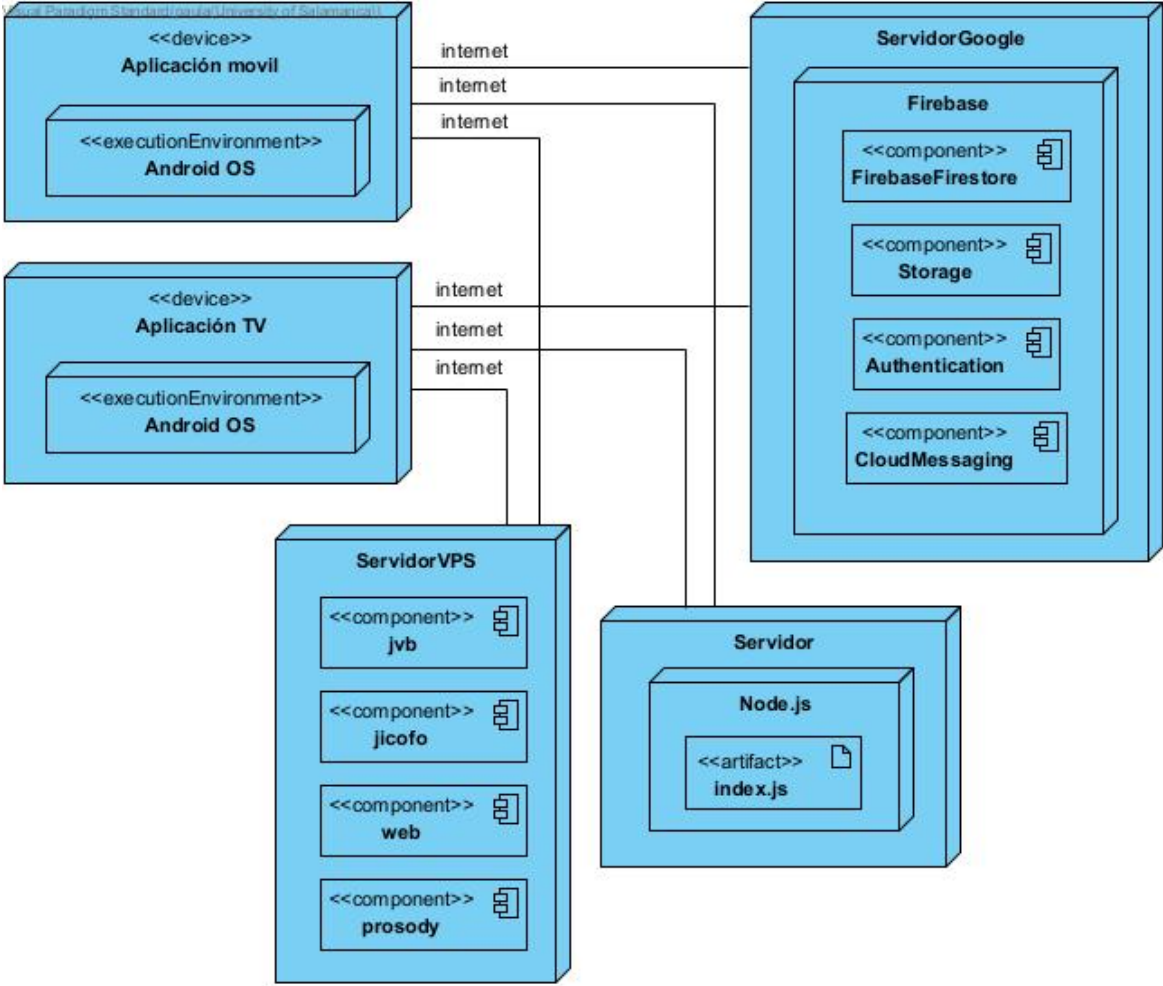 Visual Paradigm Standard(paula(University of Salamanca))
<<device>>
Aplicación movil
<<executionEnvironment>>
Android OS
internet
internet
internet
<<device>>
Aplicación TV
<<executionEnvironment>>
Android OS
internet
internet
internet
ServidorGoogle
Firebase
<<component>>
FirebaseFirestore
<<component>>
Storage
<<component>>
Authentication
<<component>>
CloudMessaging
ServidorVPS
<<component>>
jvb
<<component>>
jicofo
<<component>>
web
<<component>>
prosody
Servidor
Node.js
<<artifact>>
index.js